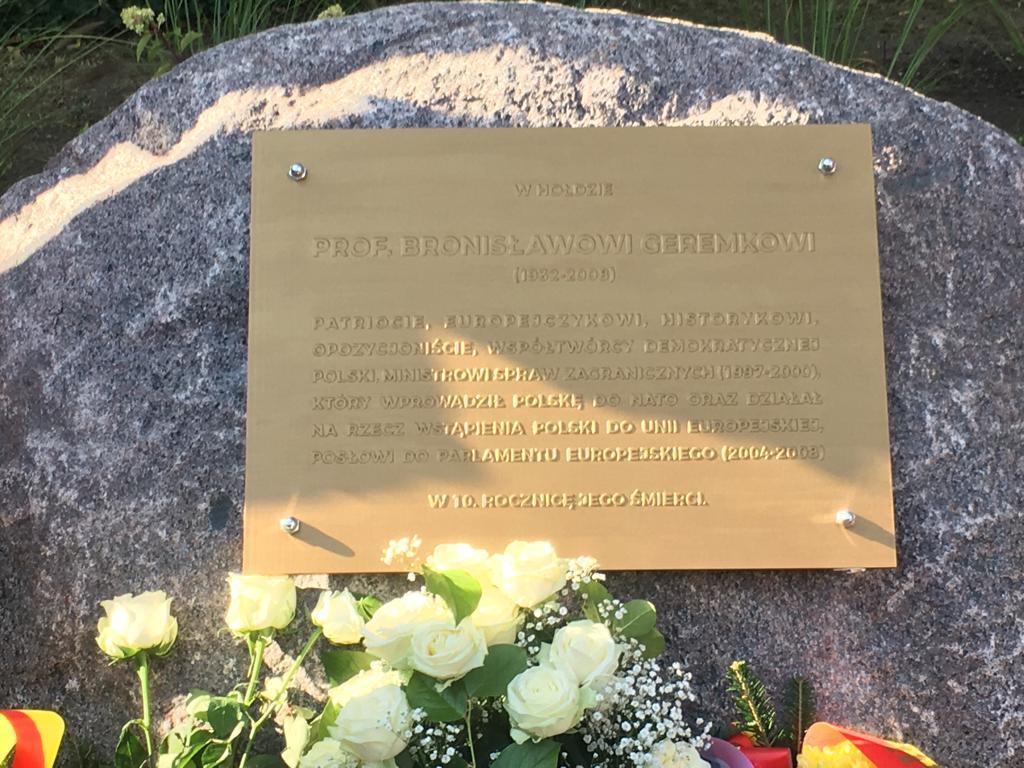 W HOŁDZIE
PROF. BRONISŁAWOWI GEREMKOWI
(1932-2008)
PATRIOCIE, EUROPEJCZYKOWI, HISTORYKOWI,
OPOZYCJONIŚCIE, WSPÓŁTWÓRCY DEMOKRATYCZNEJ
POLSKI, MINISTROWI SPRAW ZAGRANICZNYCH (1997-2000),
KTÓRY WPROWADZIŁ POLSKĘ DO NATO ORAZ DZIAŁAŁ
NA RZECZ WSTĄPIENIA POLSKI DO UNII EUROPEJSKIEJ,
POSŁOWI DO PARLAMENTU EUROPEJSKIEGO (2004-2008)
W 10. ROCZNICĘ JEGO ŚMIERCI.